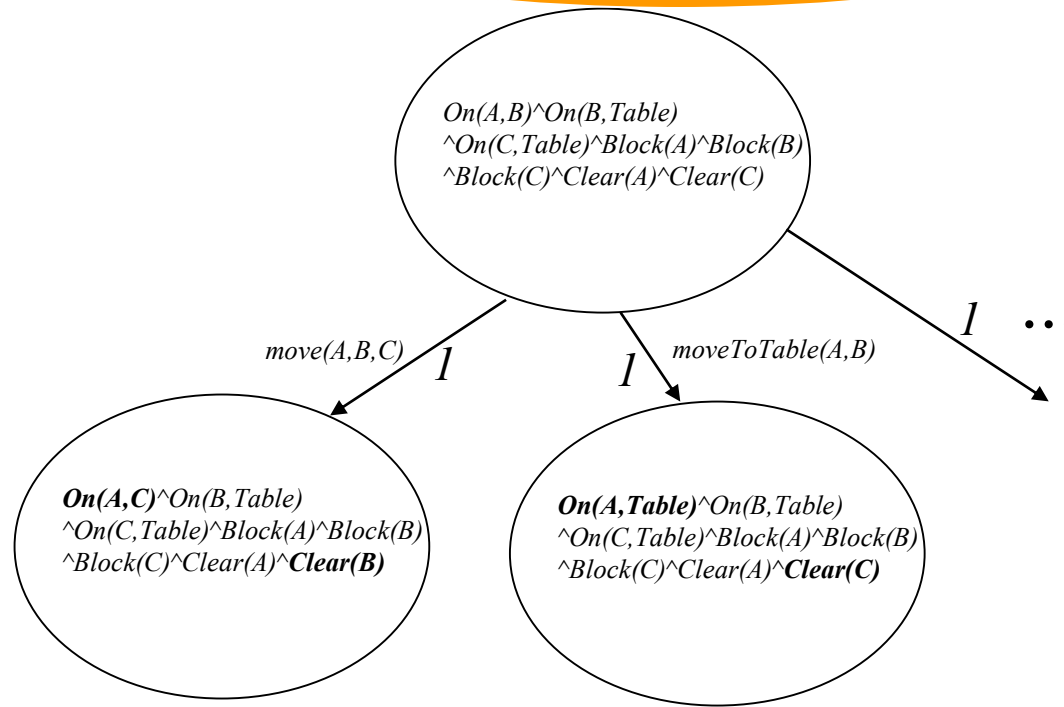 On(A,B)^On(B,Table)
^On(C,Table)^Block(A)^Block(B)
^Block(C)^Clear(A)^Clear(C)
move(A,B,C)
1
1
moveToTable(A,B)
1
..
On(A,C)^On(B,Table)
^On(C,Table)^Block(A)^Block(B)
^Block(C)^Clear(A)^Clear(B)
On(A,Table)^On(B,Table)
^On(C,Table)^Block(A)^Block(B)
^Block(C)^Clear(A)^Clear(C)